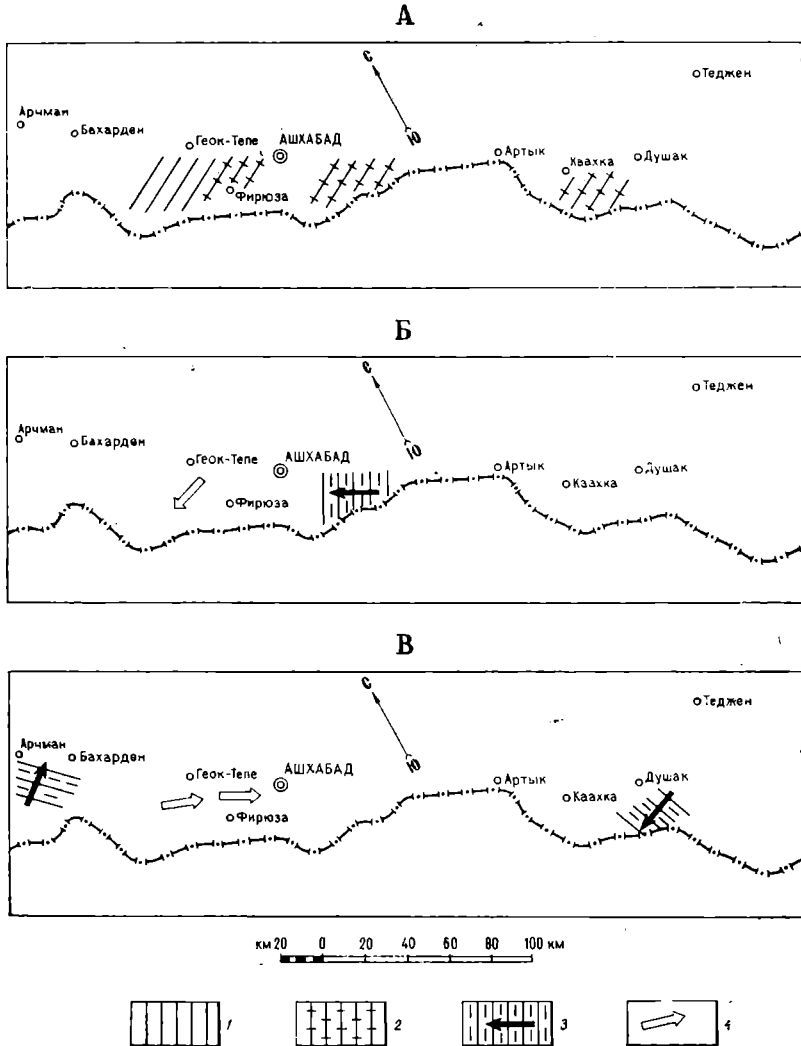 А
С
Теджен
Арчман
Бахарден
Геок-Тепе
АШХАБАД
Ю
Артык
Хвахка
Душак
Фирюза
Б
С
Теджен
Арчман
Бахарден
Геок-Тепе
АШХАБАД
Ю
Артык
Каахка
Душак
Фирюза
В
С
Теджен
Арчман
Бахарден
Геок-Тепе
АШХАБАД
Ю
Артык
Каахка
Душак
Фирюза
км 20 0 20 40 60 80 100 км
1 2 3 4